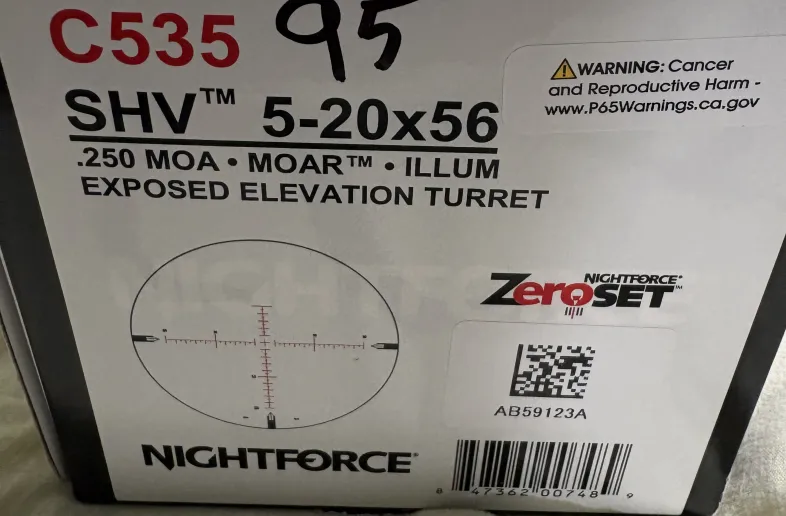 C535 95
SHV™ 5-20x56
.250 MOA • MOAR™ • ILLUM
EXPOSED ELEVATION TURRET
WARNING: Cancer
and Reproductive Harm -
www.P65Warnings.ca.gov
NIGHTFORCE®
ZeroSET™
AB59123A
NIGHTFORCE®
8 47362 00748 9